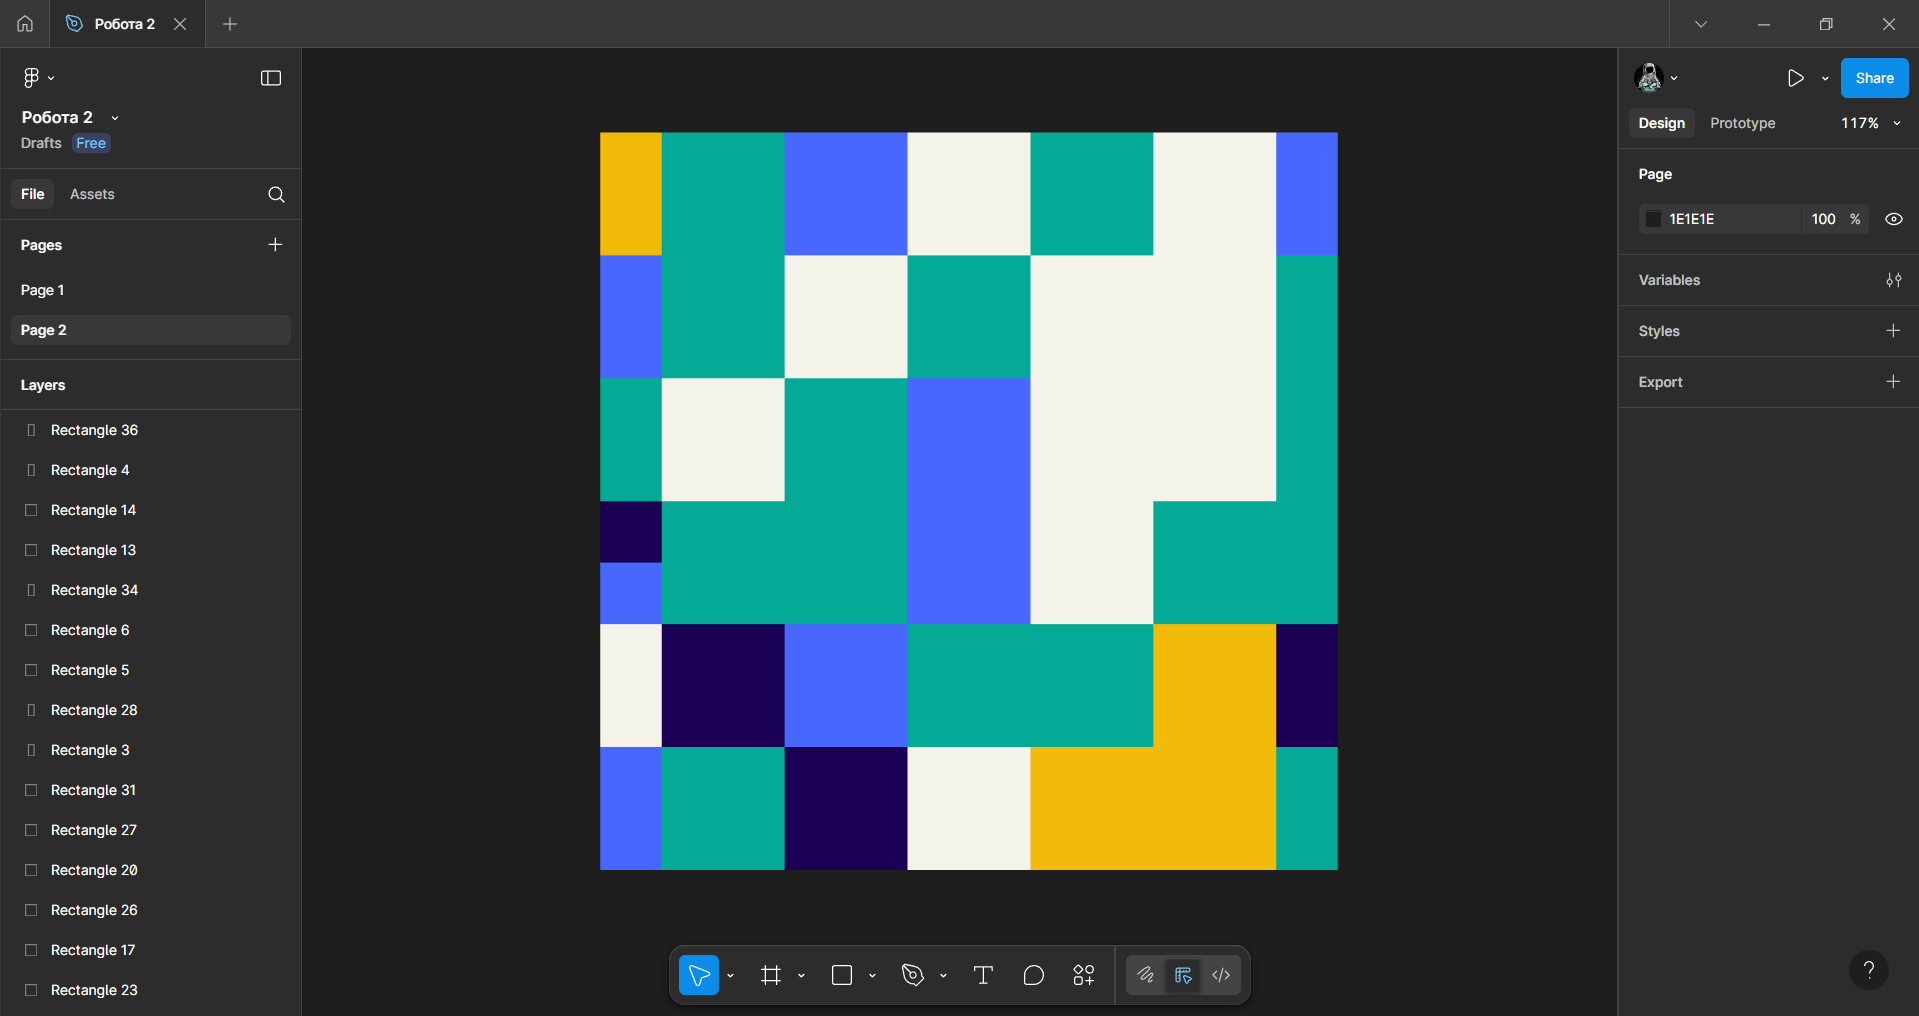 Робота 2
Робота 2
Drafts Free
File Assets
Pages
Page 1
Page 2
Layers
Rectangle 36
Rectangle 4
Rectangle 14
Rectangle 13
Rectangle 34
Rectangle 6
Rectangle 5
Rectangle 28
Rectangle 3
Rectangle 31
Rectangle 27
Rectangle 20
Rectangle 26
Rectangle 17
Rectangle 23
Share
Design Prototype 117%
Page
1E1E1E 100 %
Variables
Styles
Export
?